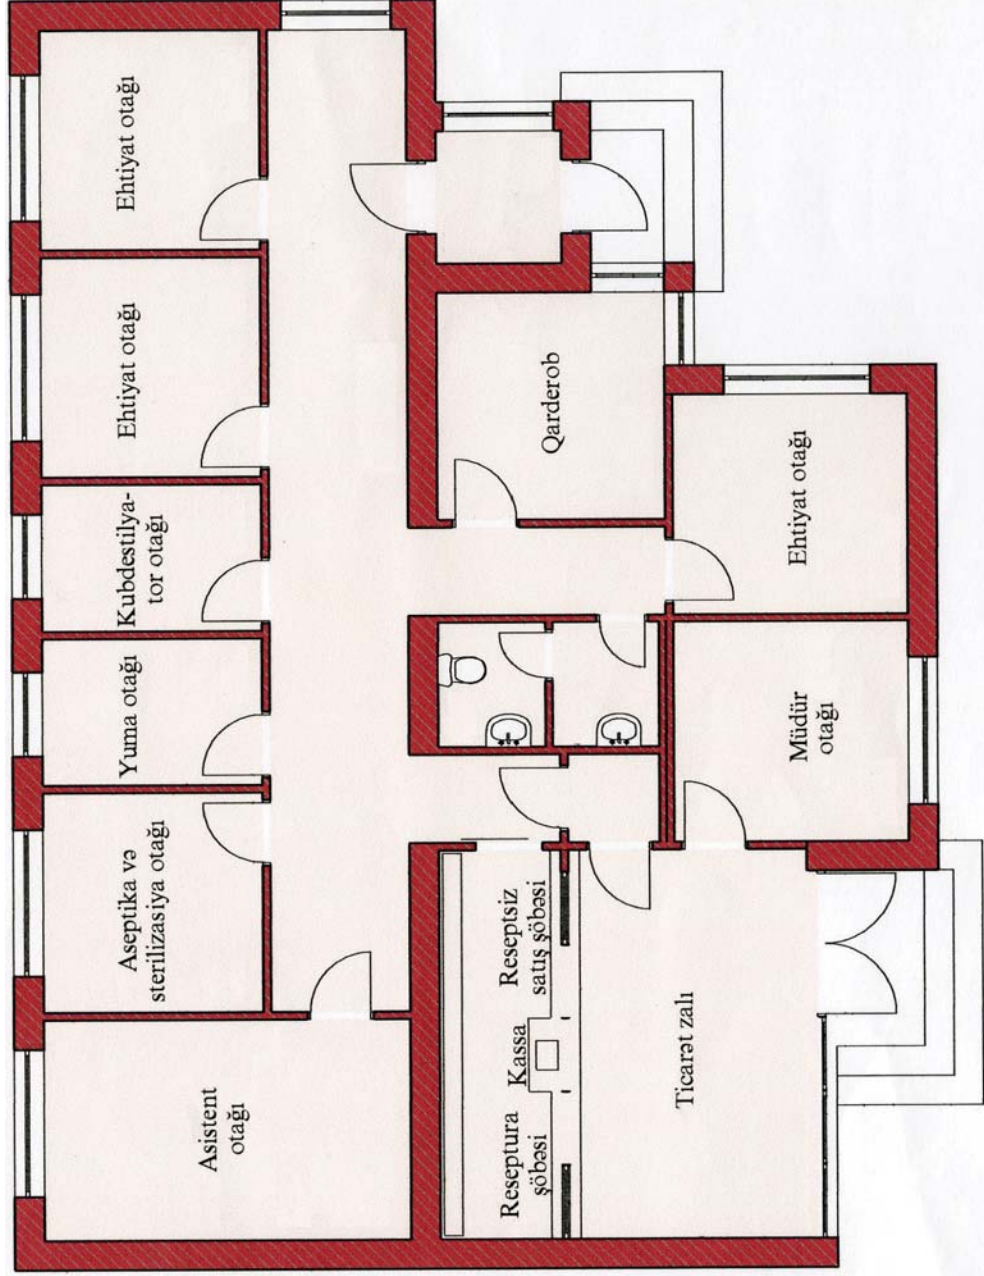 Asistent
otağı
Aseptika və
sterilizasiya otağı
Yuma otağı
Kubdestilya-
tor otağı
Ehtiyat otağı
Ehtiyat otağı
Reseptura
şöbəsi
Kassa
Reseptsiz
satış şöbəsi
Qarderob
Ticarət zalı
Müdür
otağı
Ehtiyat otağı